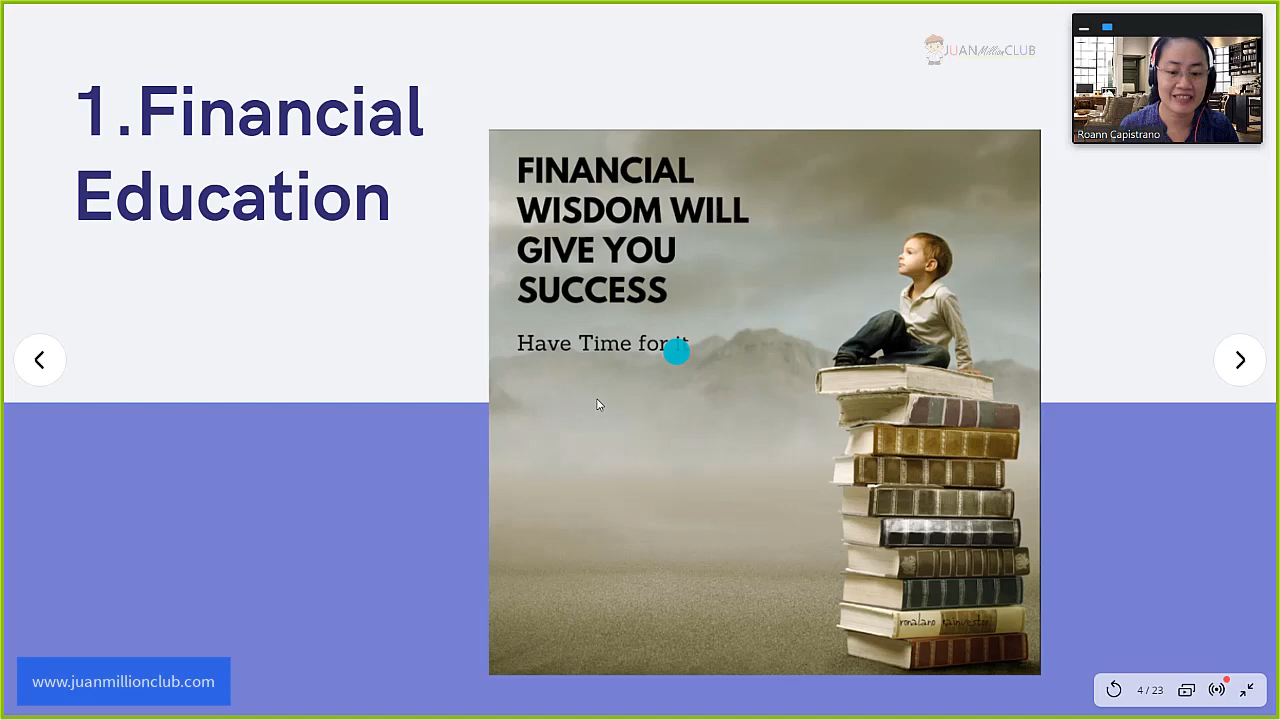 JUANMillionCLUB
Roann Capistrano
1.Financial
Education
FINANCIAL
WISDOM WILL
GIVE YOU
SUCCESS
Have Time for it
www.juanmillionclub.com
4 / 23